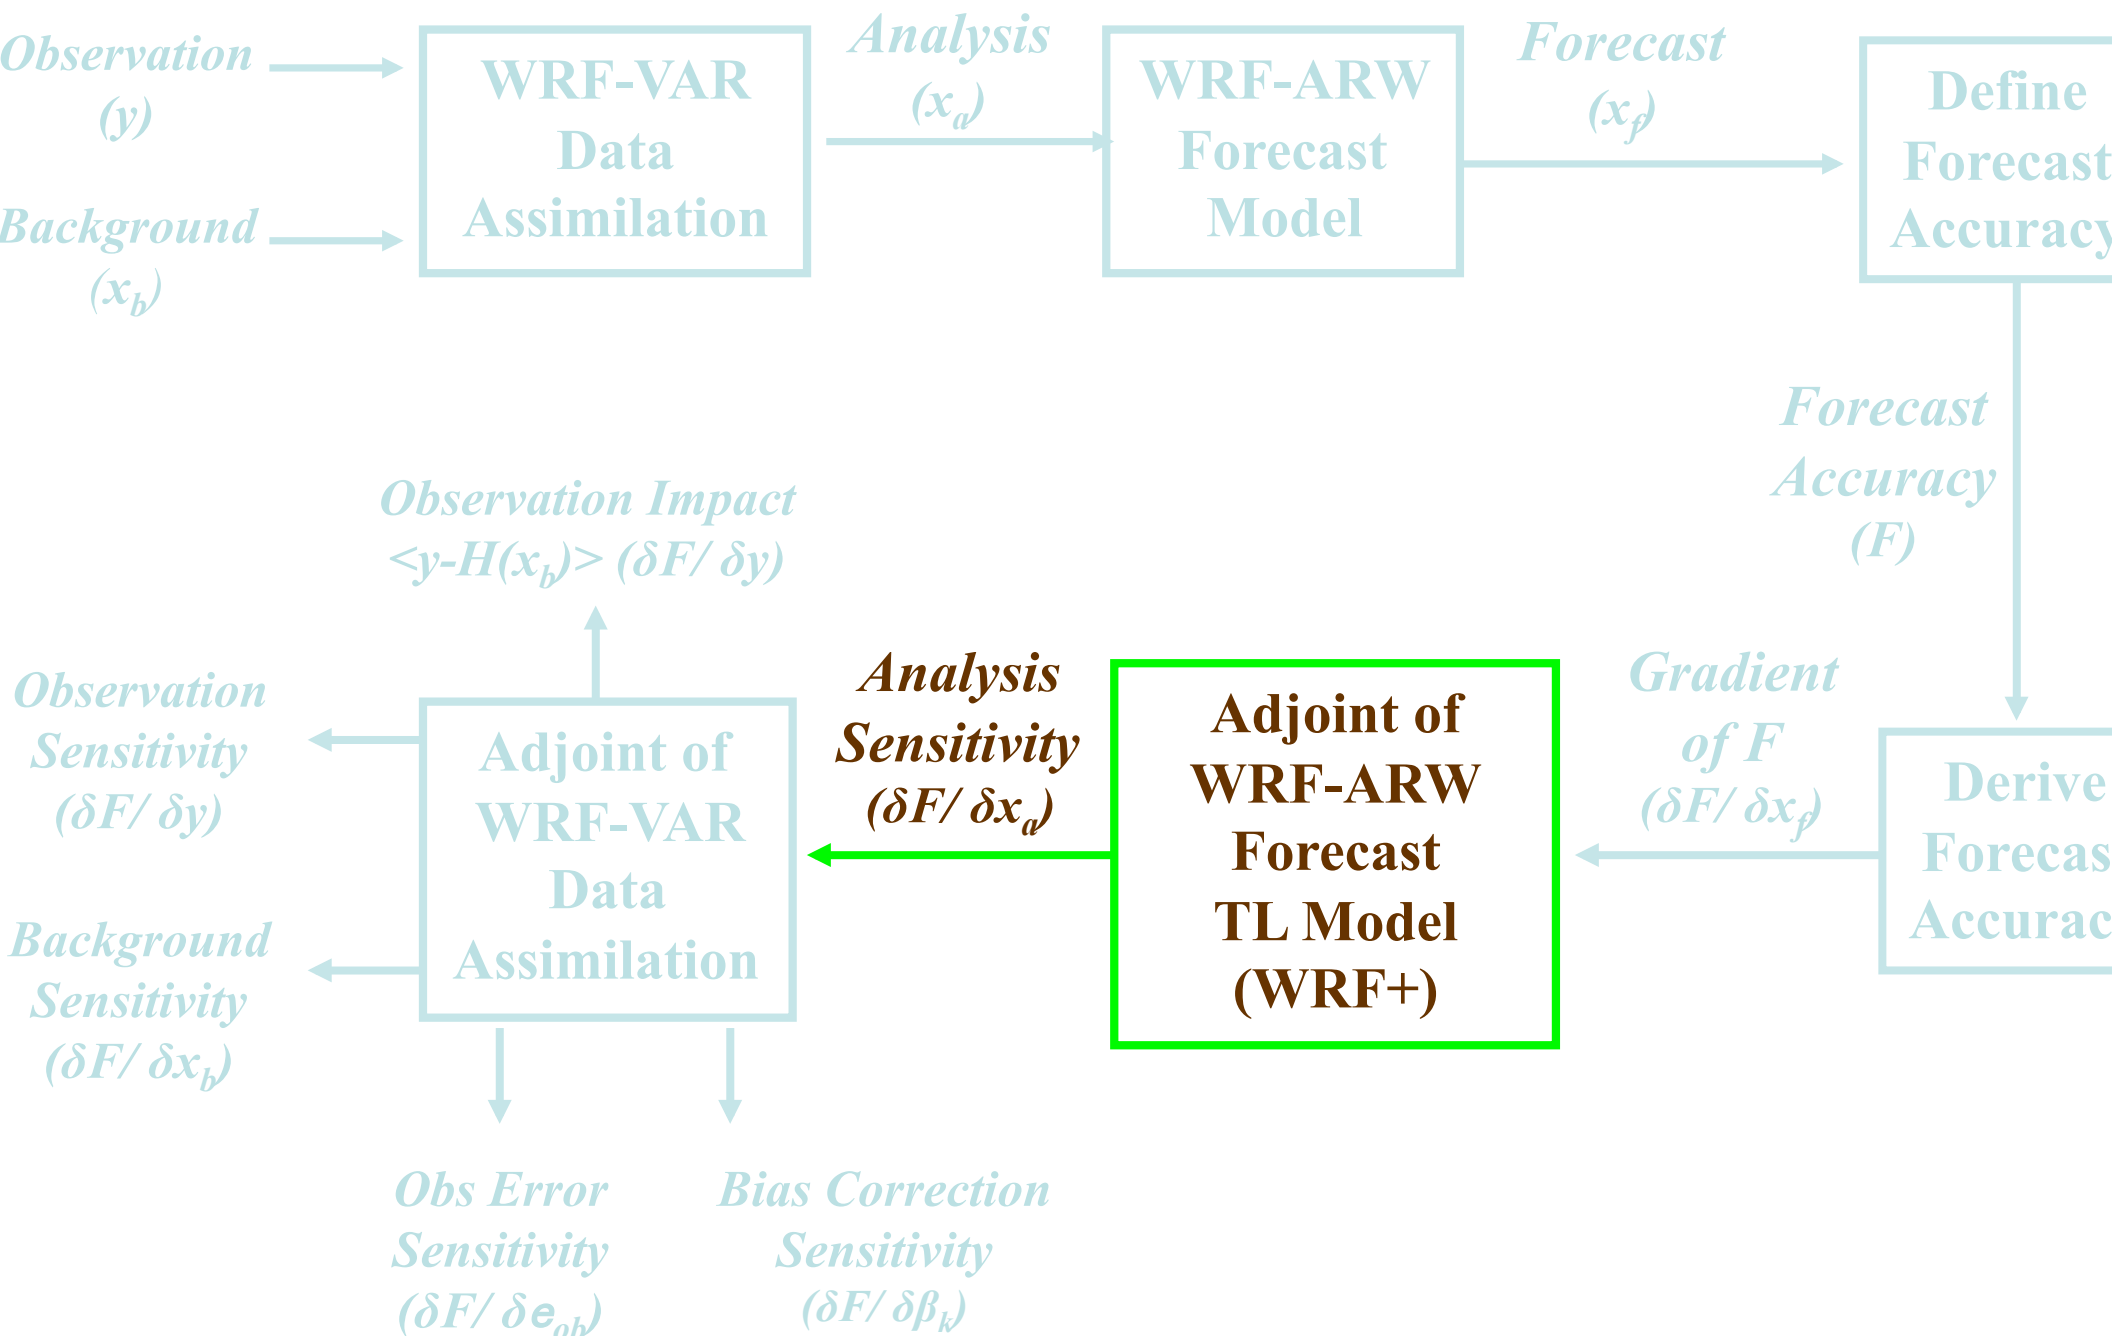 Observation
(y)
Background
(x_b)
WRF-VAR
Data
Assimilation
Analysis
(x_a)
WRF-ARW
Forecast
Model
Forecast
(x_f)
Define
Forecast
Accuracy
Forecast
Accuracy
(F)
Observation Impact
<y-H(x_b)> (δF/ δy)
Observation
Sensitivity
(δF/ δy)
Background
Sensitivity
(δF/ δx_b)
Adjoint of
WRF-VAR
Data
Assimilation
Analysis
Sensitivity
(δF/ δx_a)
Adjoint of
WRF-ARW
Forecast
TL Model
(WRF+)
Gradient
of F
(δF/ δx_f)
Derive
Forecas
Accurac
Obs Error
Sensitivity
(δF/ δe_ob)
Bias Correction
Sensitivity
(δF/ δβ_k)